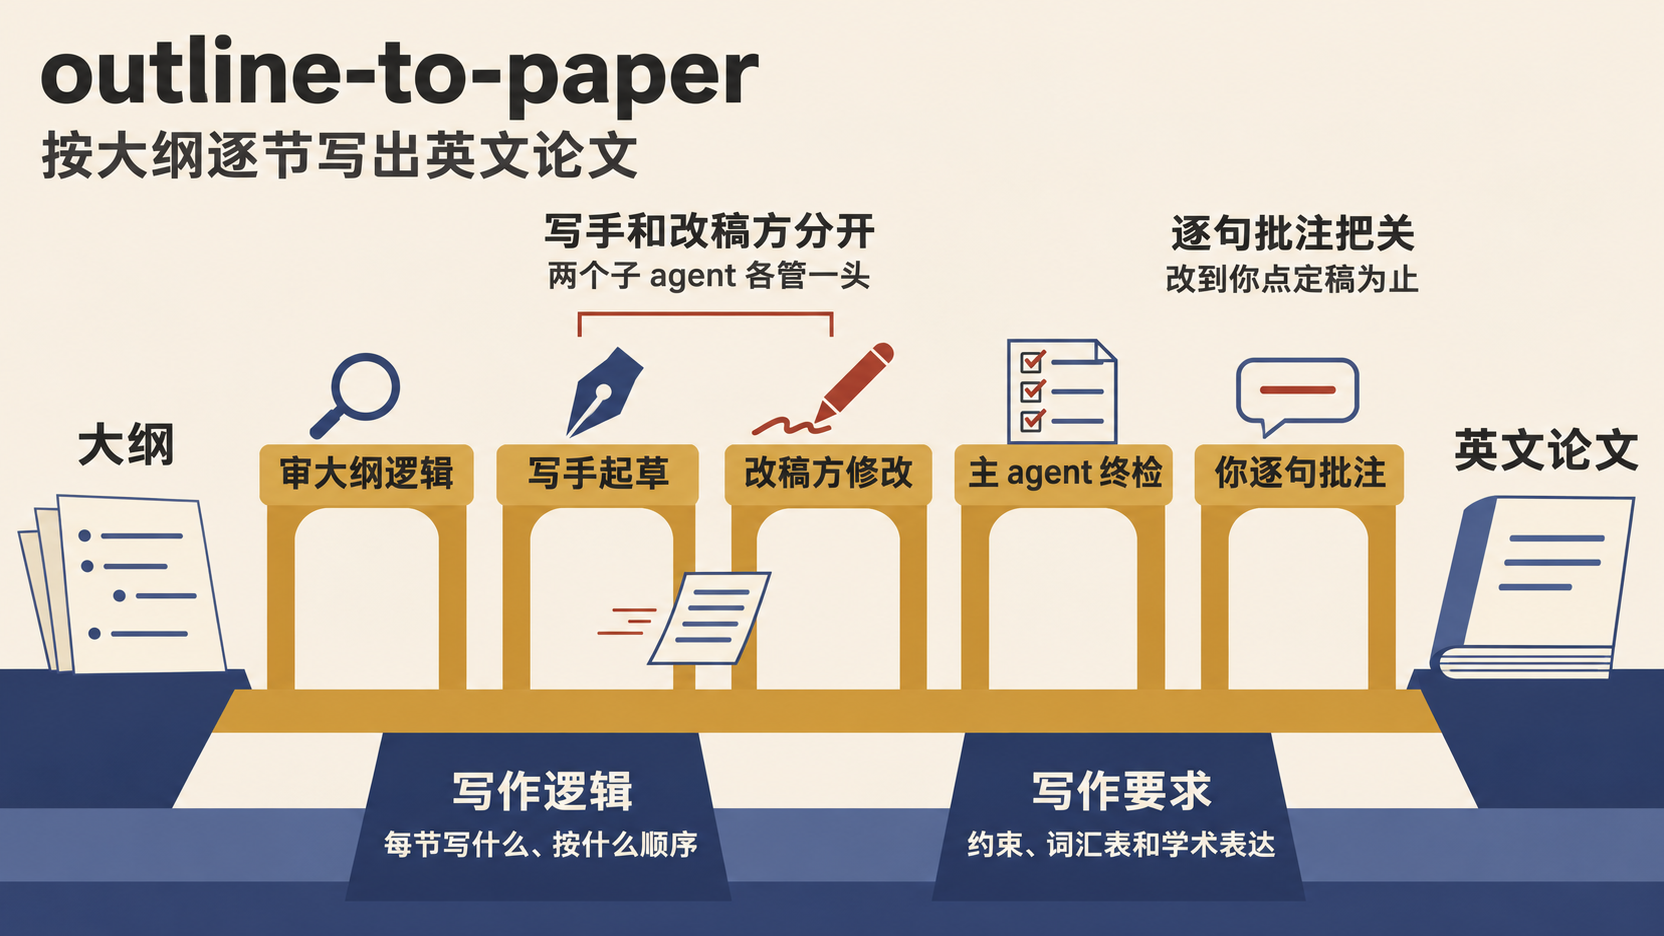 outline-to-paper
按大纲逐节写出英文论文
写手和改稿方分开
两个子 agent 各管一头
逐句批注把关
改到你点定稿为止
大纲
审大纲逻辑
写手起草
改稿方修改
主 agent 终检
你逐句批注
英文论文
写作逻辑
每节写什么、按什么顺序
写作要求
约束、词汇表和学术表达